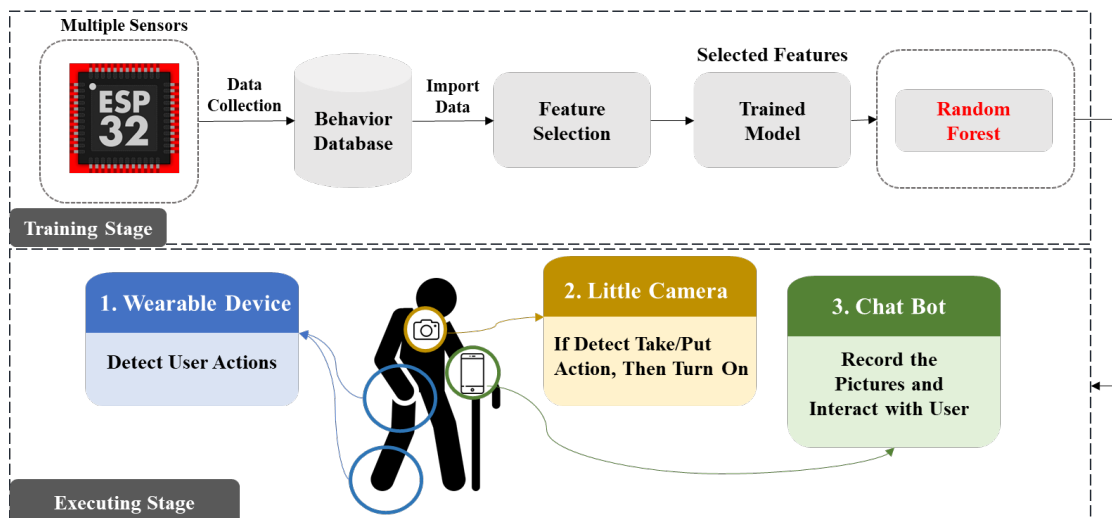 Multiple Sensors
ESP
32
Data
Collection
Behavior
Database
Import
Data
Feature
Selection
Selected Features
Trained
Model
Random
Forest
Training Stage
1. Wearable Device
Detect User Actions
2. Little Camera
If Detect Take/Put
Action, Then Turn On
3. Chat Bot
Record the
Pictures and
Interact with User
Executing Stage